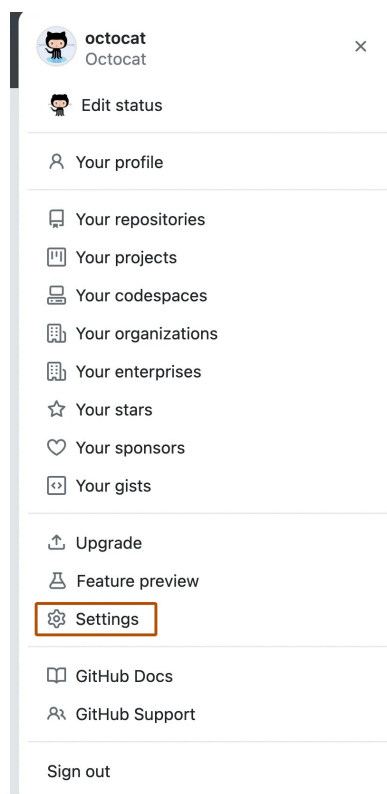 octocat
Octocat
Edit status
Your profile
Your repositories
Your projects
Your codespaces
Your organizations
Your enterprises
Your stars
Your sponsors
Your gists
Upgrade
Feature preview
Settings
GitHub Docs
GitHub Support
Sign out